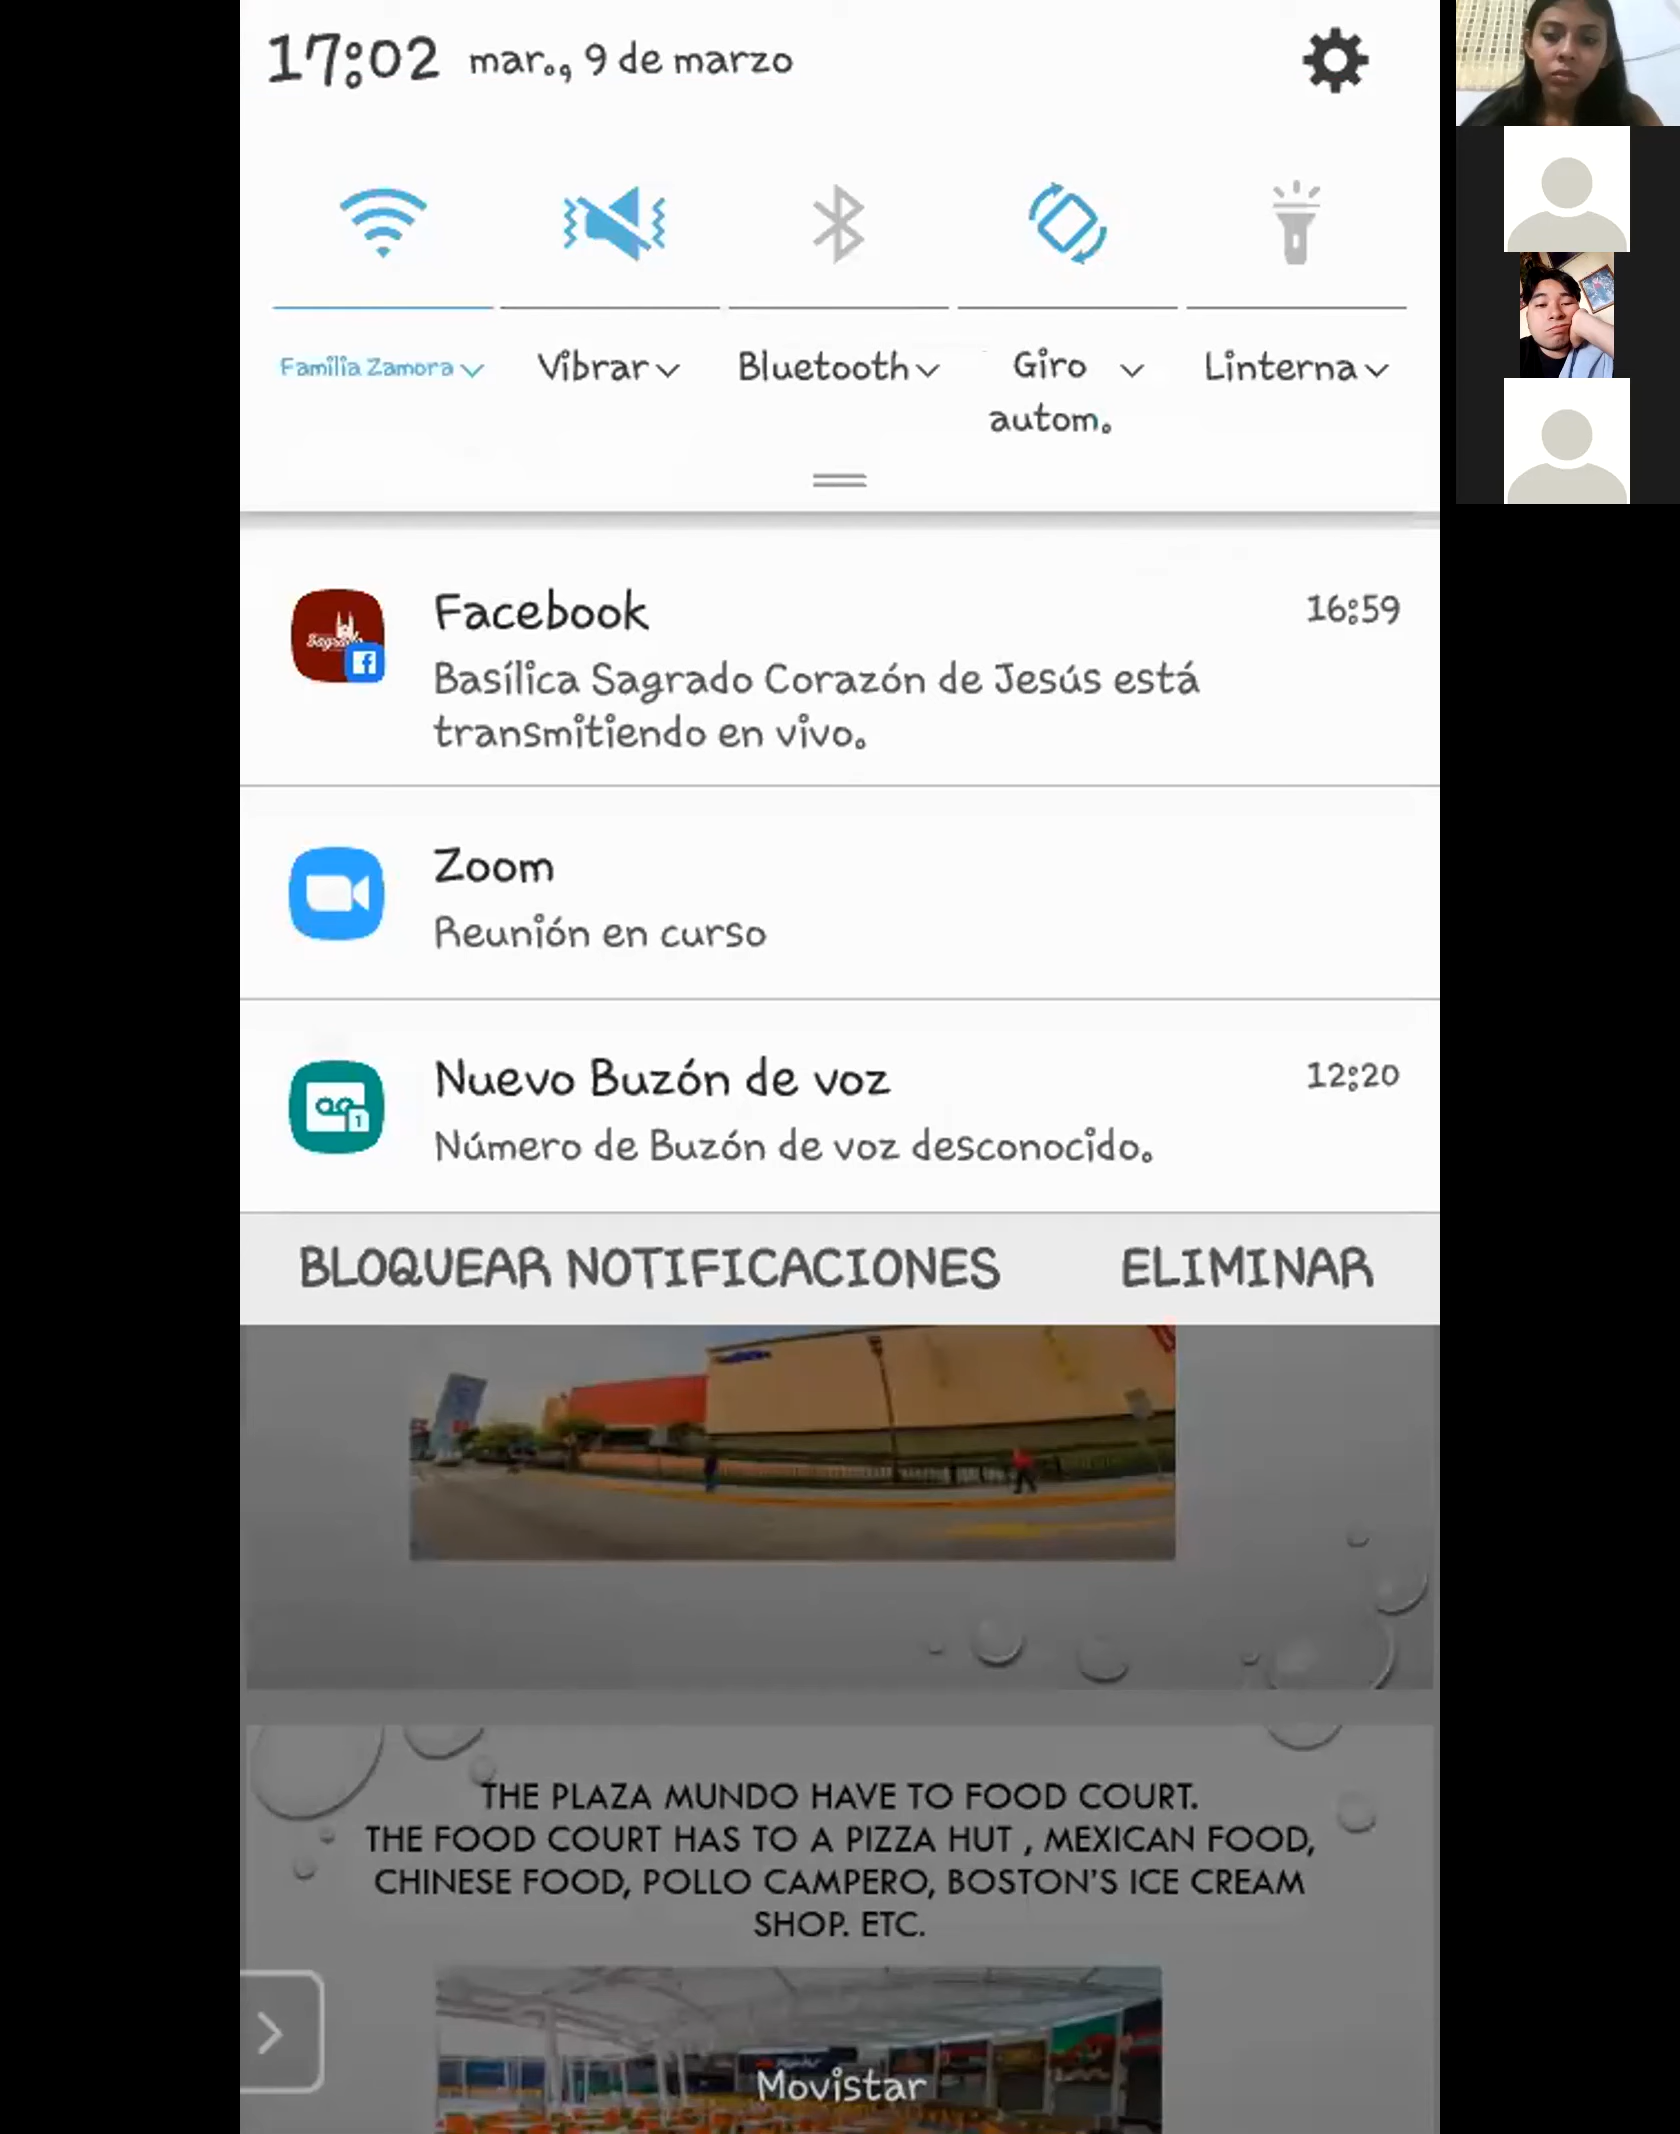 17:02 mar., 9 de marzo
Familia Zamora
Vibrar
Bluetooth
Giro
autom.
Linterna
Facebook 16:59
Sagrado
Basílica Sagrado Corazón de Jesús está
transmitiendo en vivo.
Zoom
Reunión en curso
Nuevo Buzón de voz 12:20
1
Número de Buzón de voz desconocido.
BLOQUEAR NOTIFICACIONES ELIMINAR
THE PLAZA MUNDO HAVE TO FOOD COURT.
THE FOOD COURT HAS TO A PIZZA HUT , MEXICAN FOOD,
CHINESE FOOD, POLLO CAMPERO, BOSTON'S ICE CREAM
SHOP. ETC.
Movistar